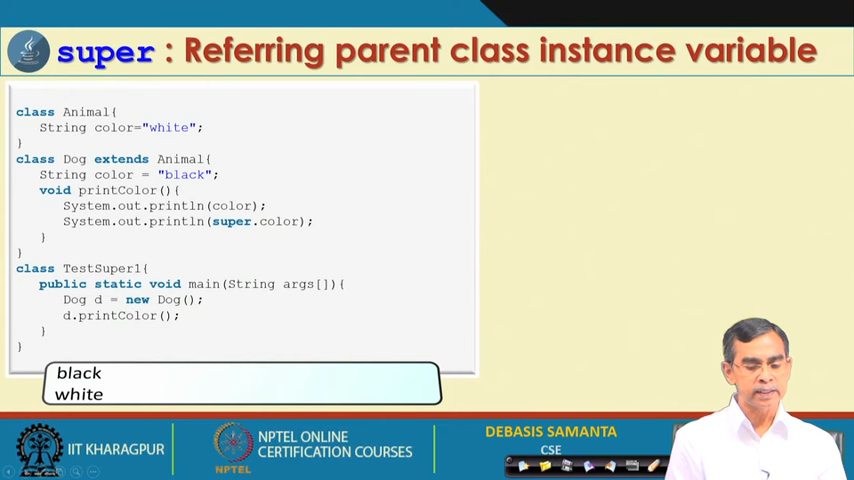 super : Referring parent class instance variable
class Animal{
String color="white";
}
class Dog extends Animal{
String color = "black";
void printColor(){
System.out.println(color);
System.out.println(super.color);
}
}
class TestSuper1{
public static void main(String args[]){
Dog d = new Dog();
d.printColor();
}
}
black
white
IIT KHARAGPUR
NPTEL
NPTEL ONLINE
CERTIFICATION COURSES
DEBASIS SAMANTA
CSE